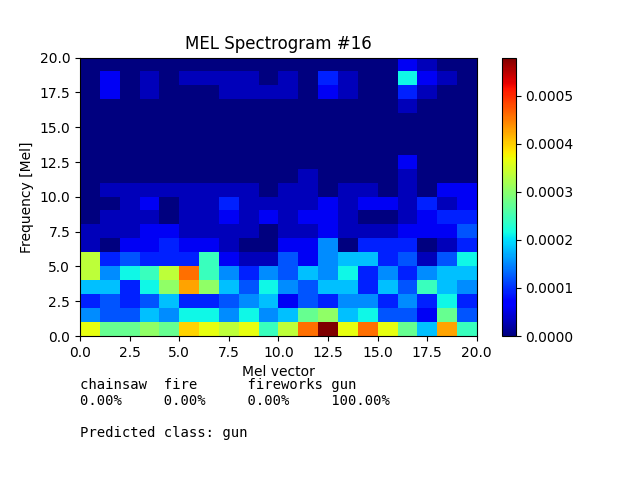 MEL Spectrogram #16
Frequency [Mel]
20.0
17.5
15.0
12.5
10.0
7.5
5.0
2.5
0.0
0.0 2.5 5.0 7.5 10.0 12.5 15.0 17.5 20.0
Mel vector
0.0005
0.0004
0.0003
0.0002
0.0001
0.0000
chainsaw fire fireworks gun
0.00% 0.00% 0.00% 100.00%
Predicted class: gun